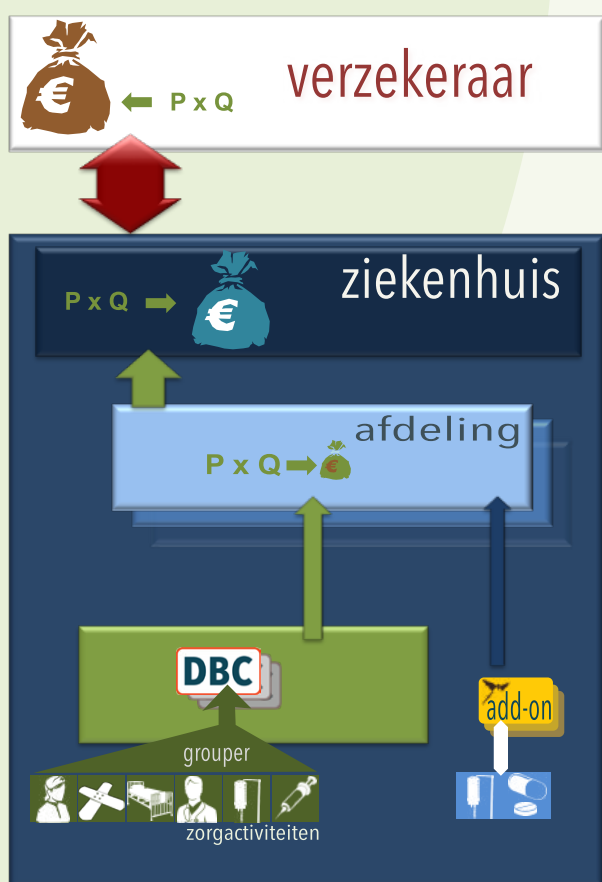 verzekeraar
€ P x Q
ziekenhuis
P x Q €
afdeling
P x Q €
DBC
add-on
grouper
zorgactiviteiten